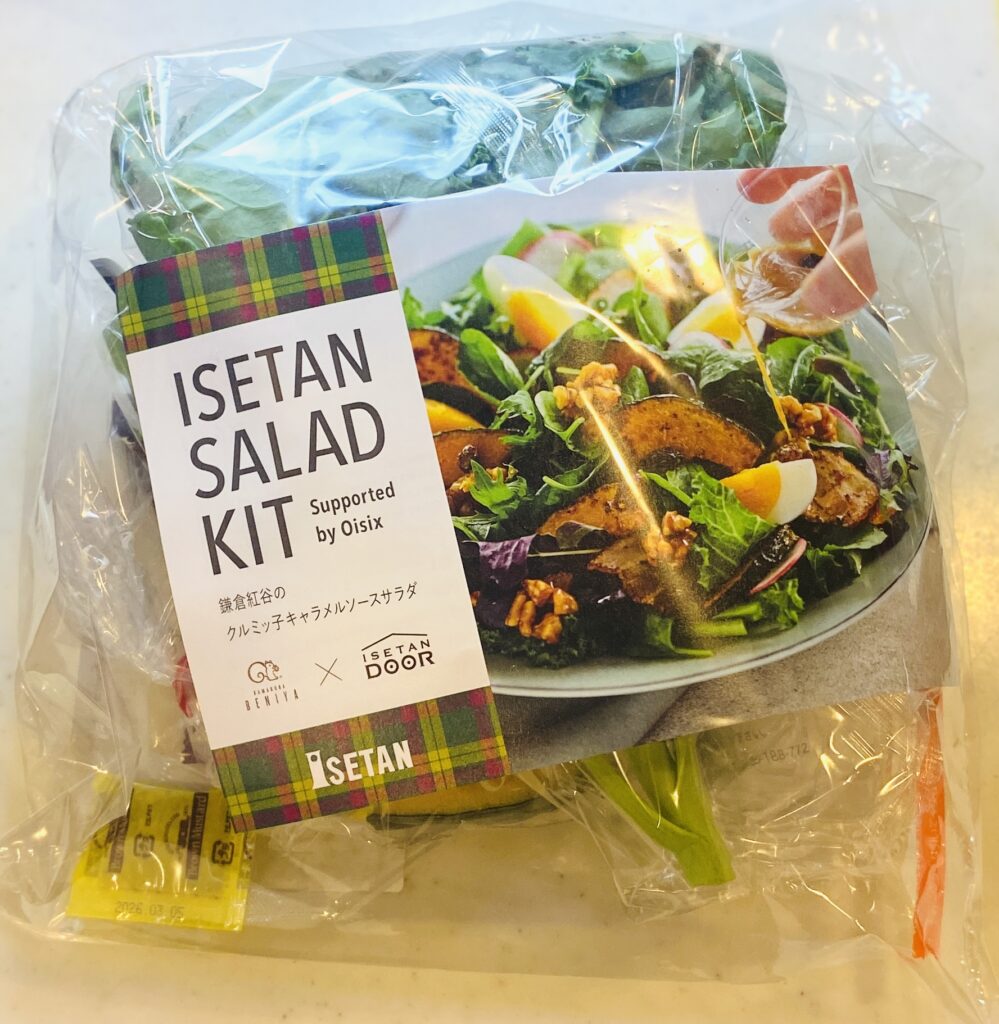 ISETAN
SALAD
KIT
Supported
by Oisix
鎌倉紅谷の
クルミッ子キャラメルソースサラダ
KAMAKURA
BENIYA
×
ISETAN
DOOR
ISETAN
2026.03.05